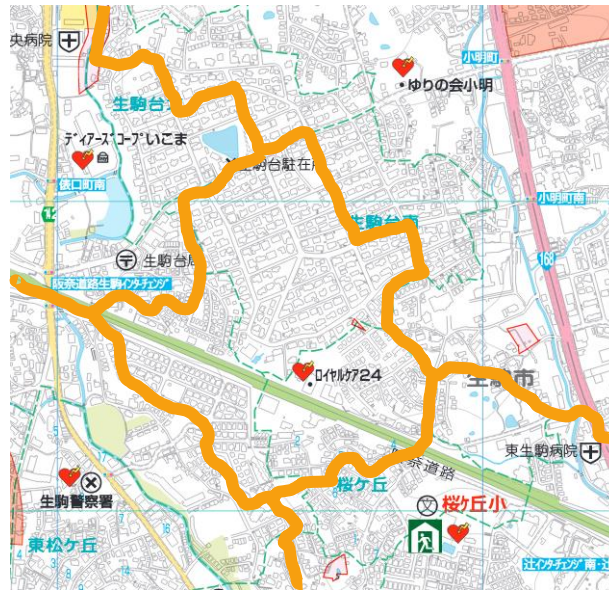 央病院
小明町
ゆりの会小明
生駒台
ディアーズコープいこま
生駒台駐在所
俵口町南
小明町南
12
生駒台南
168
生駒台局
阪奈道路生駒インターチェンジ
ロイヤルケア24
生駒市
東生駒病院
阪奈道路
桜ケ丘
文
桜ケ丘小
生駒警察署
17
16
東松ケ丘
辻インターチェンジ南